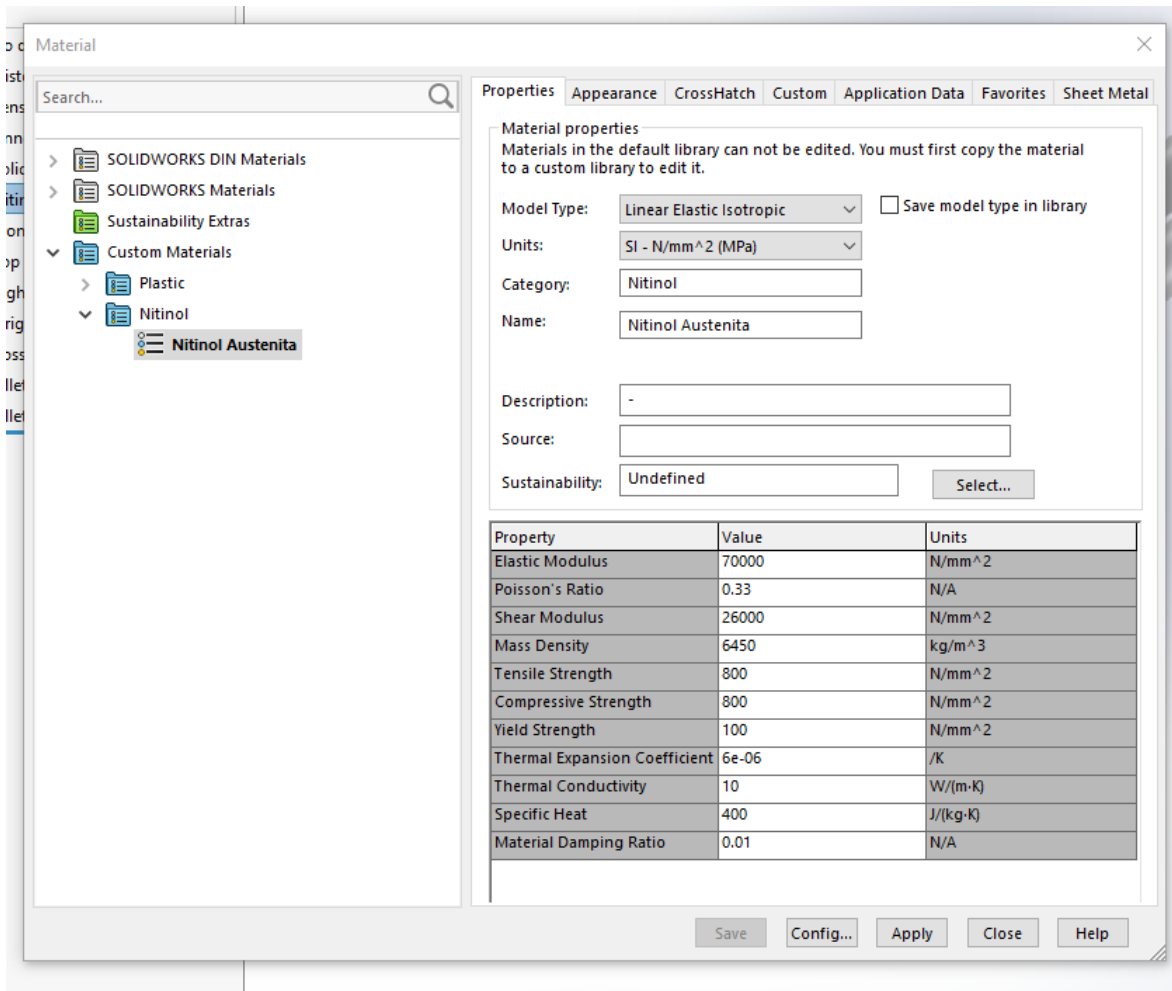 Material
Search...
SOLIDWORKS DIN Materials
SOLIDWORKS Materials
Sustainability Extras
Custom Materials
Plastic
Nitinol
Nitinol Austenita
Properties Appearance CrossHatch Custom Application Data Favorites Sheet Metal
Material properties
Materials in the default library can not be edited. You must first copy the material
to a custom library to edit it.
Model Type: Linear Elastic Isotropic Save model type in library
Units: SI - N/mm^2 (MPa)
Category: Nitinol
Name: Nitinol Austenita
Description: -
Source:
Sustainability: Undefined Select...
Property Value Units
Elastic Modulus 70000 N/mm^2
Poisson's Ratio 0.33 N/A
Shear Modulus 26000 N/mm^2
Mass Density 6450 kg/m^3
Tensile Strength 800 N/mm^2
Compressive Strength 800 N/mm^2
Yield Strength 100 N/mm^2
Thermal Expansion Coefficient 6e-06 /K
Thermal Conductivity 10 W/(m·K)
Specific Heat 400 J/(kg·K)
Material Damping Ratio 0.01 N/A
Save Config... Apply Close Help